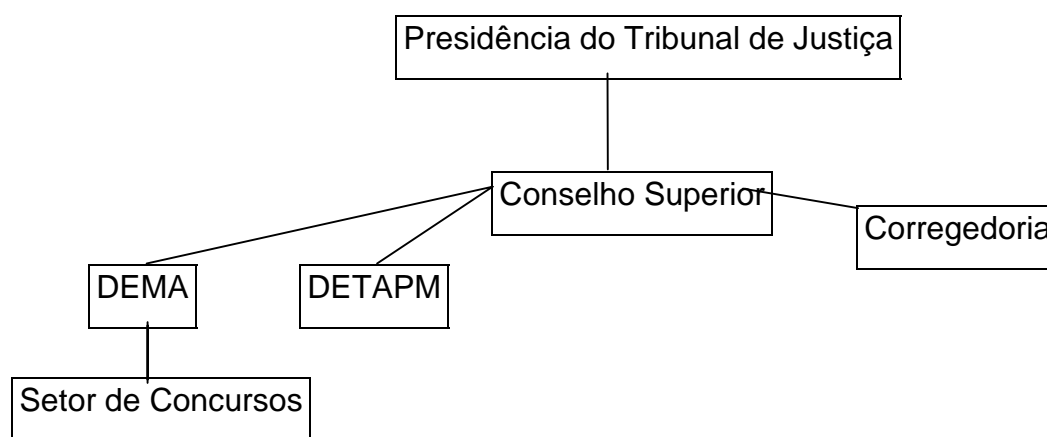 Presidência do Tribunal de Justiça
Conselho Superior
Corregedoria
DEMA
DETAPM
Setor de Concursos